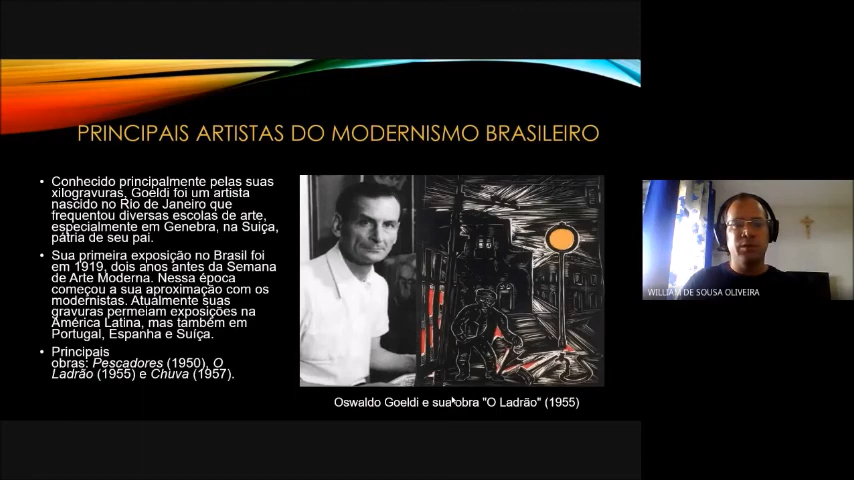 PRINCIPAIS ARTISTAS DO MODERNISMO BRASILEIRO
• Conhecido principalmente pelas suas
xilogravuras, Goeldi foi um artista
nascido no Rio de Janeiro que
frequentou diversas escolas de arte,
especialmente em Genebra, na Suíça,
pátria de seu pai.
• Sua primeira exposição no Brasil foi
em 1919, dois anos antes da Semana
de Arte Moderna. Nessa época
começou a sua aproximação com os
modernistas. Atualmente suas
gravuras permeiam exposições na
América Latina, mas também em
Portugal, Espanha e Suíça.
• Principais
obras: Pescadores (1950), O
Ladrão (1955) e Chuva (1957).
Oswaldo Goeldi e sua obra "O Ladrão" (1955)
WILLIAM DE SOUSA OLIVEIRA